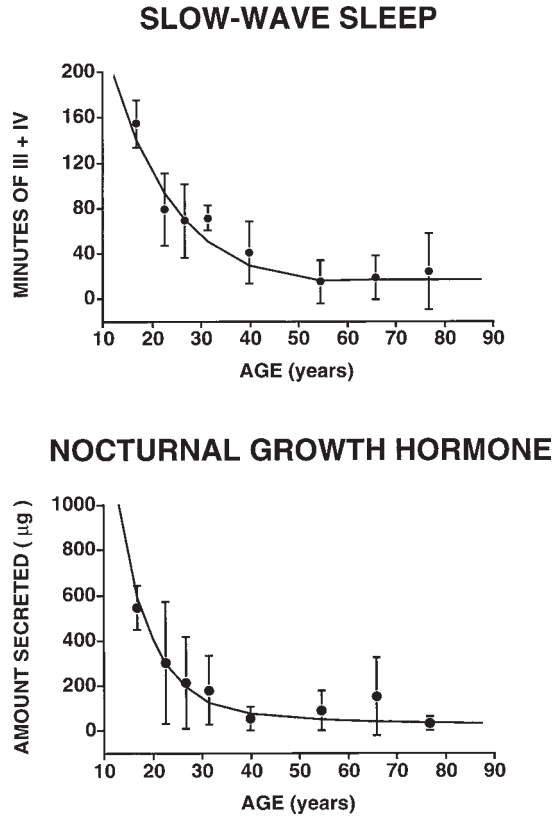 SLOW-WAVE SLEEP
200
160
120
80
40
0
MINUTES OF III + IV
10 20 30 40 50 60 70 80 90
AGE (years)
NOCTURNAL GROWTH HORMONE
1000
800
600
400
200
0
AMOUNT SECRETED ( μg )
10 20 30 40 50 60 70 80 90
AGE (years)